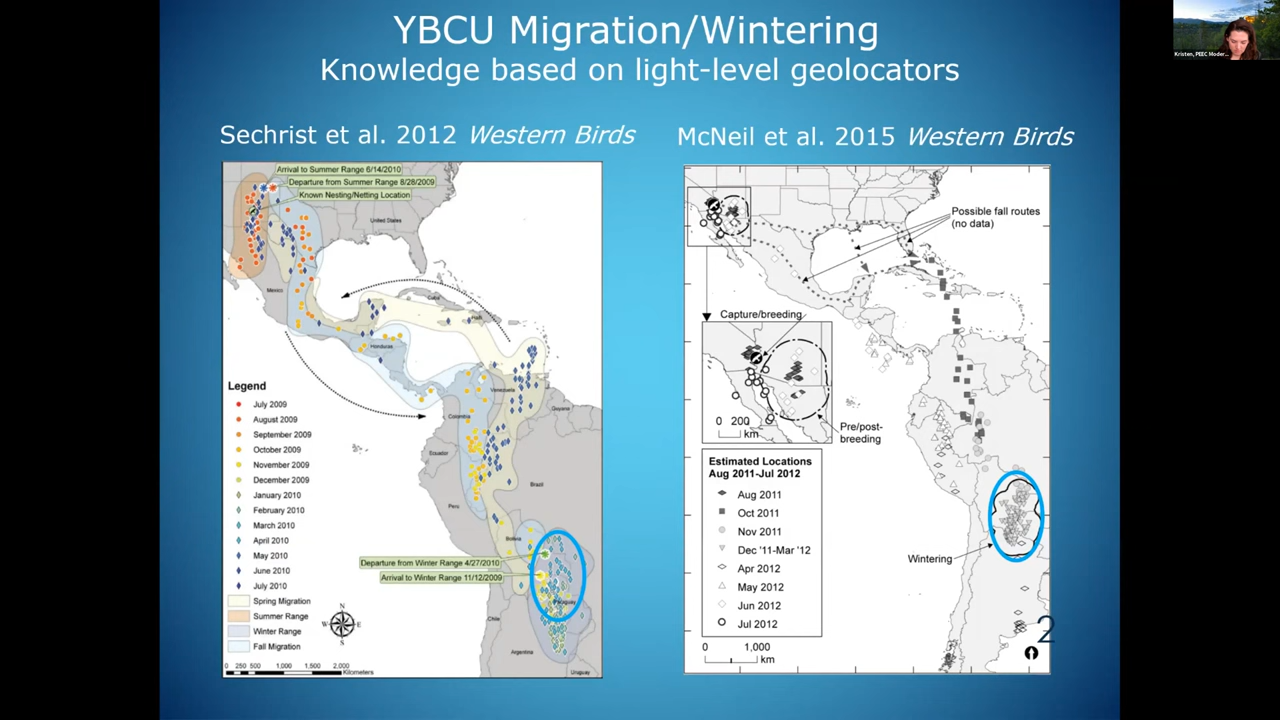 YBCU Migration/Wintering
Knowledge based on light-level geolocators
Kristen, PEEC Moder...
Sechrist et al. 2012 Western Birds
McNeil et al. 2015 Western Birds
Arrival to Summer Range 6/14/2010
Departure from Summer Range 8/28/2009
Known Nesting/Netting Location
United States
Mexico
Cuba
Haiti
Honduras
Venezuela
Guyana
Colombia
Ecuador
Brazil
Peru
Bolivia
Departure from Winter Range 4/27/2010
Arrival to Winter Range 11/12/2009
Paraguay
Chile
Argentina
Uruguay
Legend
July 2009
August 2009
September 2009
October 2009
November 2009
December 2009
January 2010
February 2010
March 2010
April 2010
May 2010
June 2010
July 2010
Spring Migration
Summer Range
Winter Range
Fall Migration
N
W E
S
0 250 500 1,000 1,500 2,000
Kilometers
Possible fall routes
(no data)
Capture/breeding
0 200
km
Pre/post-
breeding
Estimated Locations
Aug 2011-Jul 2012
Aug 2011
Oct 2011
Nov 2011
Dec '11-Mar '12
Apr 2012
May 2012
Jun 2012
Jul 2012
Wintering
0 1,000
km
2